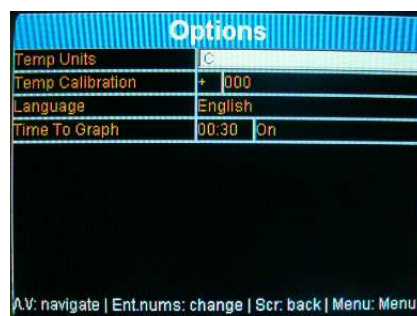 Options
Temp Units C
Temp Calibration + 000
Language English
Time To Graph 00:30 On
Λ.V: navigate | Ent.nums: change | Scr: back | Menu: Menu